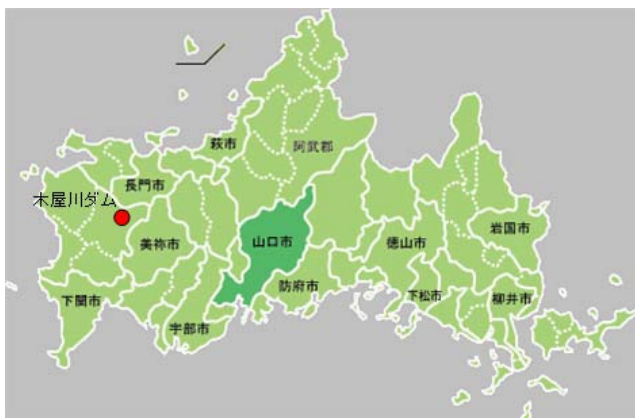 萩市
阿武郡
長門市
木屋川ダム
美祢市
山口市
徳山市
岩国市
下関市
防府市
下松市
柳井市
宇部市